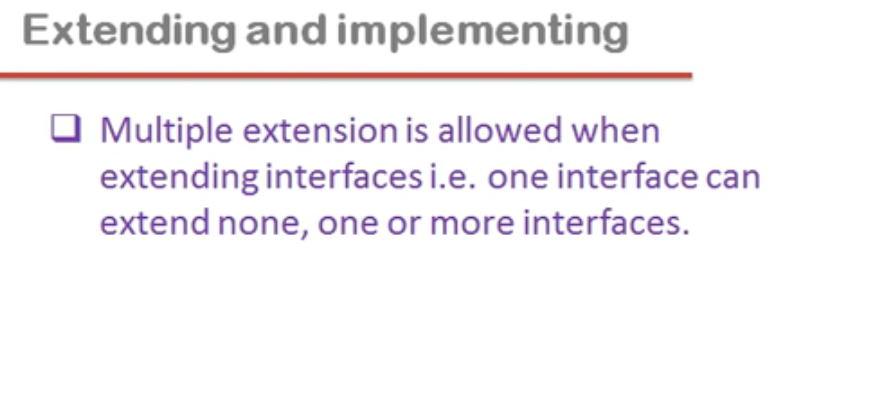 Extending and implementing
Multiple extension is allowed when
extending interfaces i.e. one interface can
extend none, one or more interfaces.